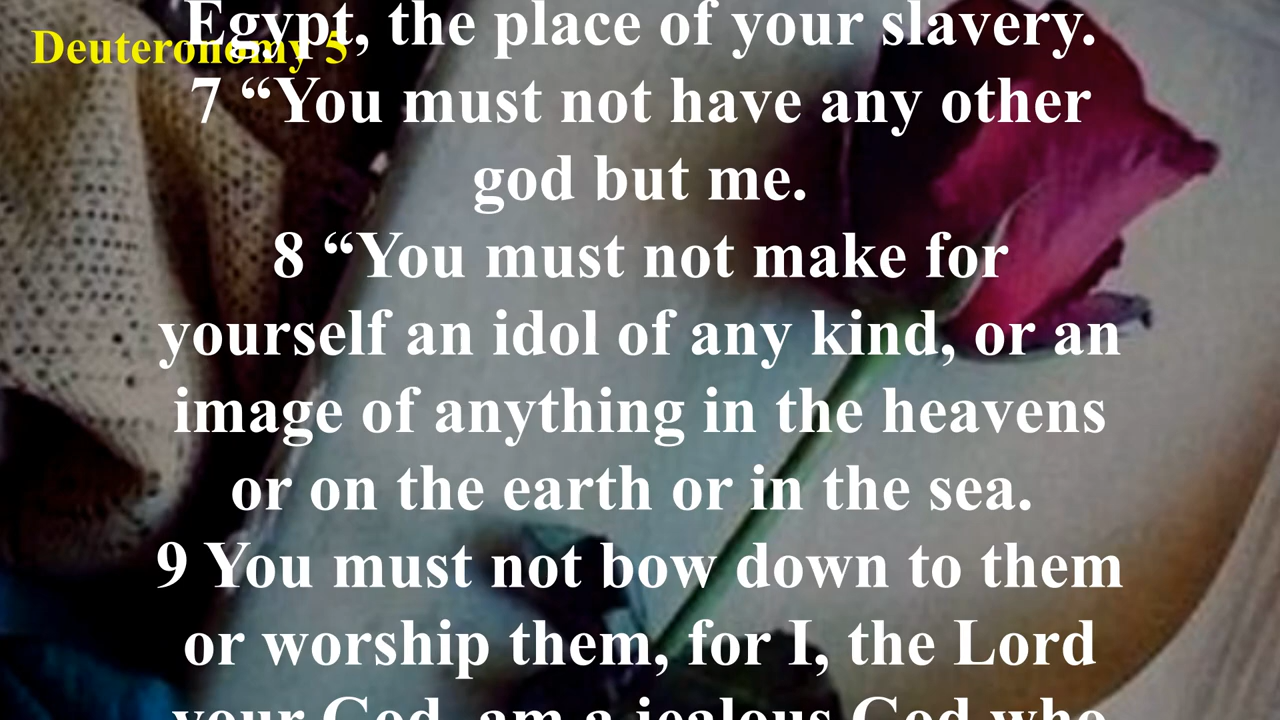 Deuteronomy 5
Egypt, the place of your slavery.
7 “You must not have any other
god but me.
8 “You must not make for
yourself an idol of any kind, or an
image of anything in the heavens
or on the earth or in the sea.
9 You must not bow down to them
or worship them, for I, the Lord
your God, am a jealous God who